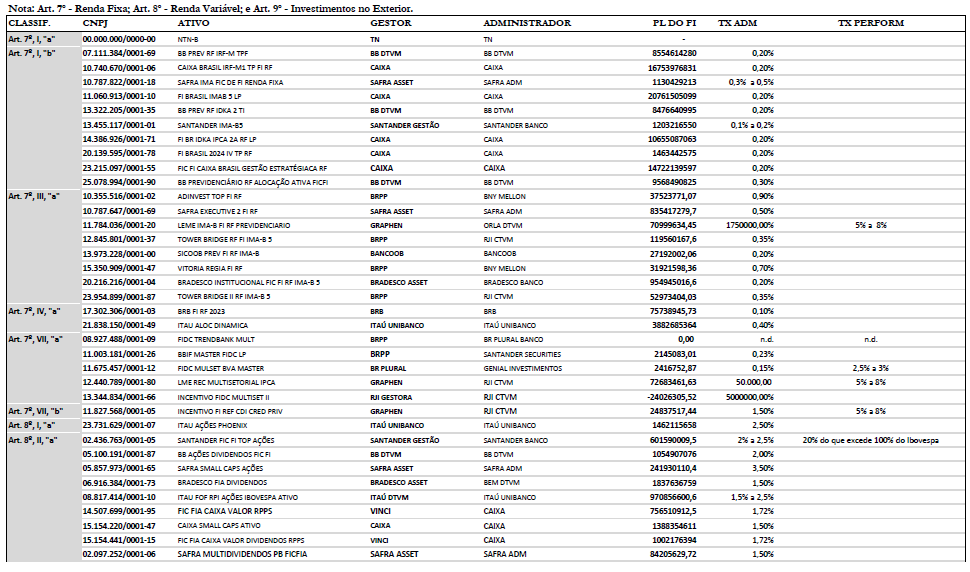 Nota: Art. 7º - Renda Fixa; Art. 8º - Renda Variável; e Art. 9º - Investimentos no Exterior.
CLASSIF. CNPJ ATIVO GESTOR ADMINISTRADOR PL DO FI TX ADM TX PERFORM
Art. 7º, I, "a" 00.000.000/0000-00 NTN-B TN TN -
Art. 7º, I, "b" 07.111.384/0001-69 BB PREV RF IRF-M TPF BB DTVM BB DTVM 8554614280 0,20%
10.740.670/0001-06 CAIXA BRASIL IRF-M1 TP FI RF CAIXA CAIXA 16753976831 0,20%
10.787.822/0001-18 SAFRA IMA FIC DE FI RENDA FIXA SAFRA ASSET SAFRA ADM 1130429213 0,3% a 0,5%
11.060.913/0001-10 FI BRASIL IMAB 5 LP CAIXA CAIXA 20761505099 0,20%
13.322.205/0001-35 BB PREV RF IDKA 2 TI BB DTVM BB DTVM 8476640995 0,20%
13.455.117/0001-01 SANTANDER IMA-B5 SANTANDER GESTÃO SANTANDER BANCO 1203216550 0,1% a 0,2%
14.386.926/0001-71 FI BR IDKA IPCA 2A RF LP CAIXA CAIXA 10655087063 0,20%
20.139.595/0001-78 FI BRASIL 2024 IV TP RF CAIXA CAIXA 1463442575 0,20%
23.215.097/0001-55 FIC FI CAIXA BRASIL GESTÃO ESTRATÉGIACA RF CAIXA CAIXA 14722139597 0,20%
25.078.994/0001-90 BB PREVIDENCIÁRIO RF ALOCAÇÃO ATIVA FICFI BB DTVM BB DTVM 9568490825 0,30%
Art. 7º, III, "a" 10.355.516/0001-02 ADINVEST TOP FI RF BRPP BNY MELLON 37523771,07 0,90%
10.787.647/0001-69 SAFRA EXECUTIVE 2 FI RF SAFRA ASSET SAFRA ADM 835417279,7 0,50%
11.784.036/0001-20 LEME IMA-B FI RF PREVIDENCIARIO GRAPHEN ORLA DTVM 70999634,45 1750000,00% 5% a 8%
12.845.801/0001-37 TOWER BRIDGE RF FI IMA-B 5 BRPP RJI CTVM 119560167,6 0,35%
13.973.228/0001-00 SICOOB PREV FI RF IMA-B BANCOOB BANCOOB 27192002,06 0,20%
15.350.909/0001-47 VITORIA REGIA FI RF BRPP BNY MELLON 31921598,36 0,70%
20.216.216/0001-04 BRADESCO INSTITUCIONAL FIC FI RF IMA-B 5 BRADESCO ASSET BRADESCO BANCO 954945016,6 0,20%
23.954.899/0001-87 TOWER BRIDGE II RF IMA-B 5 BRPP RJI CTVM 52973404,03 0,35%
Art. 7º, IV, "a" 17.302.306/0001-03 BRB FI RF 2023 BRB BRB 75738945,73 0,10%
21.838.150/0001-49 ITAU ALOC DINAMICA ITAÚ UNIBANCO ITAÚ UNIBANCO 3882685364 0,40%
Art. 7º, VII, "a" 08.927.488/0001-09 FIDC TRENDBANK MULT BRPP BR PLURAL BANCO 0,00 n.d. n.d.
11.003.181/0001-26 BBIF MASTER FIDC LP BRPP SANTANDER SECURITIES 2145083,01 0,23%
11.675.457/0001-12 FIDC MULSET BVA MASTER BR PLURAL GENIAL INVESTIMENTOS 2416752,87 0,15% 2,5% a 3%
12.440.789/0001-80 LME REC MULTISETORIAL IPCA GRAPHEN RJI CTVM 72683461,63 50.000,00 5% a 8%
13.344.834/0001-66 INCENTIVO FIDC MULTISET II RJI GESTORA RJI CTVM -24026305,52 5000000,00%
Art. 7º, VII, "b" 11.827.568/0001-05 INCENTIVO FI REF CDI CRED PRIV GRAPHEN RJI CTVM 24837517,44 1,50% 5% a 8%
Art. 8º, I, "a" 23.731.629/0001-07 ITAU AÇÕES PHOENIX ITAÚ UNIBANCO ITAÚ UNIBANCO 1462115658 2,50%
Art. 8º, II, "a" 02.436.763/0001-05 SANTANDER FIC FI TOP AÇÕES SANTANDER GESTÃO SANTANDER BANCO 601590009,5 2% a 2,5% 20% do que excede 100% do Ibovespa
05.100.191/0001-87 BB AÇÕES DIVIDENDOS FIC FI BB DTVM BB DTVM 1054907076 2,00%
05.857.973/0001-65 SAFRA SMALL CAPS AÇÕES SAFRA ASSET SAFRA ADM 241930110,4 3,50%
06.916.384/0001-73 BRADESCO FIA DIVIDENDOS BRADESCO ASSET BEM DTVM 1837636759 1,50%
08.817.414/0001-10 ITAU FOF RPI AÇÕES IBOVESPA ATIVO ITAÚ DTVM ITAÚ UNIBANCO 970856600,6 1,5% a 2,5%
14.507.699/0001-95 FIC FIA CAIXA VALOR RPPS VINCI CAIXA 756510912,5 1,72%
15.154.220/0001-47 CAIXA SMALL CAPS ATIVO CAIXA CAIXA 1388354611 1,50%
15.154.441/0001-15 FIC FIA CAIXA VALOR DIVIDENDOS RPPS VINCI CAIXA 1002176394 1,72%
02.097.252/0001-06 SAFRA MULTIDIVIDENDOS PB FICFIA SAFRA ASSET SAFRA ADM 84205629,72 1,50%